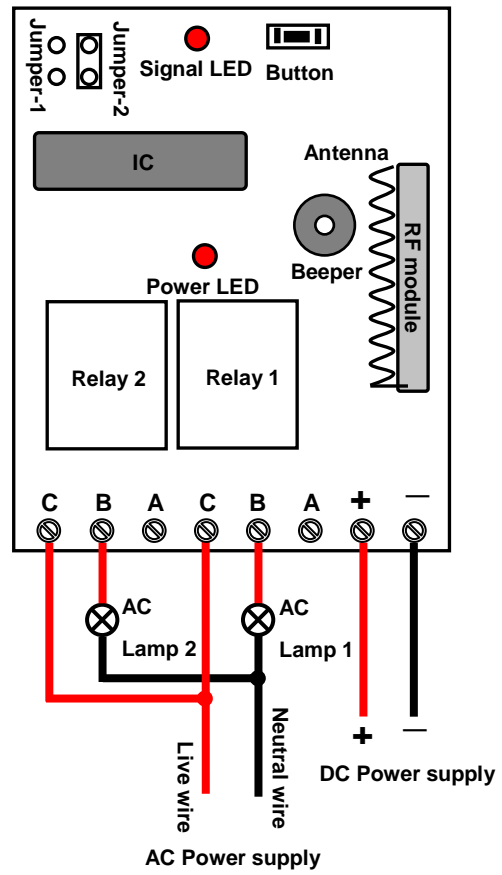 Jumper-1
Jumper-2
Signal LED
Button
IC
Antenna
RF module
Beeper
Power LED
Relay 2
Relay 1
C B A C B A + —
AC
Lamp 2
AC
Lamp 1
Live wire
Neutral wire
+ —
DC Power supply
AC Power supply